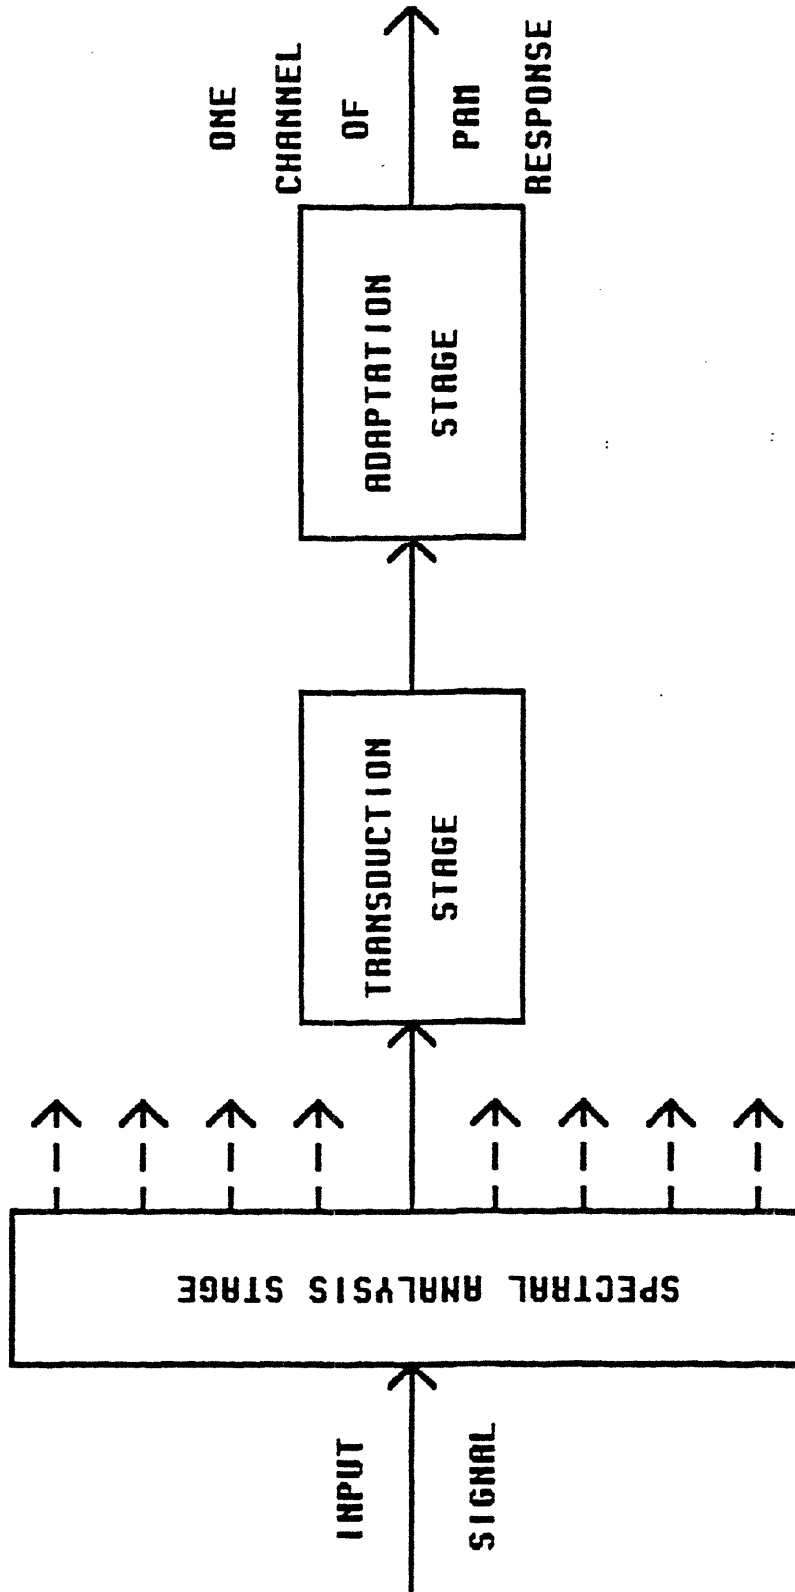 INPUT
SIGNAL
SPECTRAL ANALYSIS STAGE
TRANSDUCTION
STAGE
ADAPTATION
STAGE
ONE
CHANNEL
OF
PAM
RESPONSE